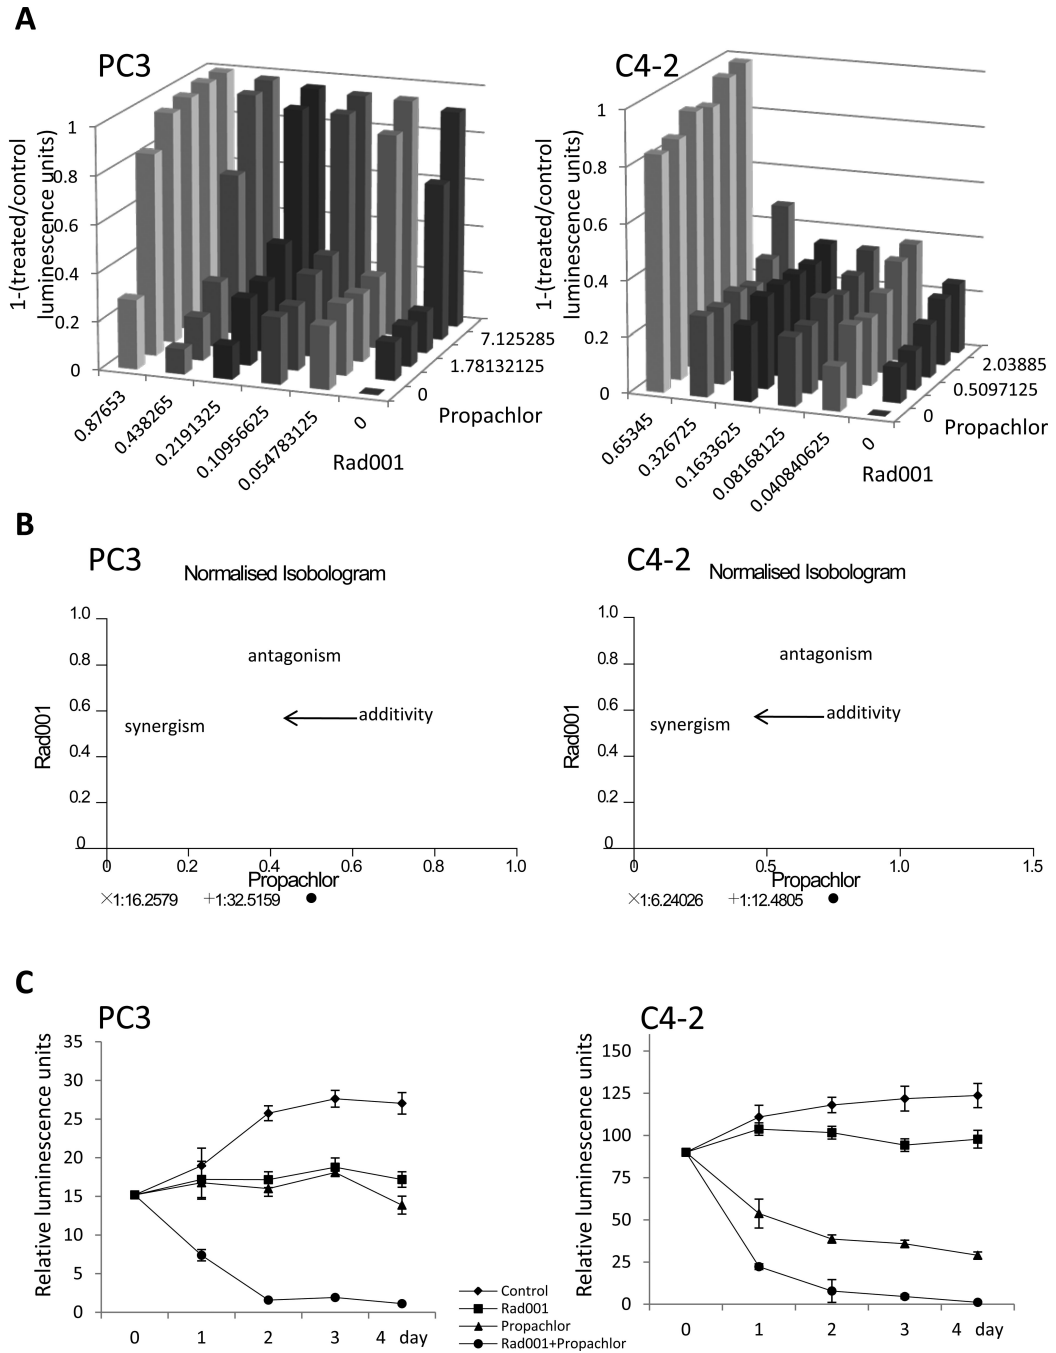 A
PC3
C4-2
1-(treated/control
luminescence units)
1
0.8
0.6
0.4
0.2
0
0.87653
0.438265
0.2191325
0.10956625
0.054783125
0
Rad001
0
1.78132125
7.125285
Propachlor
1-(treated/control
luminescence units)
1
0.8
0.6
0.4
0.2
0
0.65345
0.326725
0.1633625
0.08168125
0.040840625
0
Rad001
0
0.5097125
2.03885
Propachlor
B
PC3
Normalised Isobologram
1.0
0.8
0.6
0.4
0.2
0
Rad001
antagonism
additivity
synergism
0 0.2 0.4 0.6 0.8 1.0
Propachlor
×1:16.2579 +1:32.5159 ●
C4-2
Normalised Isobologram
1.0
0.8
0.6
0.4
0.2
0
Rad001
antagonism
additivity
synergism
0 0.5 1.0 1.5
Propachlor
×1:6.24026 +1:12.4805 ●
C
PC3
Relative luminescence units
35
30
25
20
15
10
5
0
0 1 2 3 4 day
Control
Rad001
Propachlor
Rad001+Propachlor
C4-2
Relative luminescence units
150
125
100
75
50
25
0
0 1 2 3 4 day